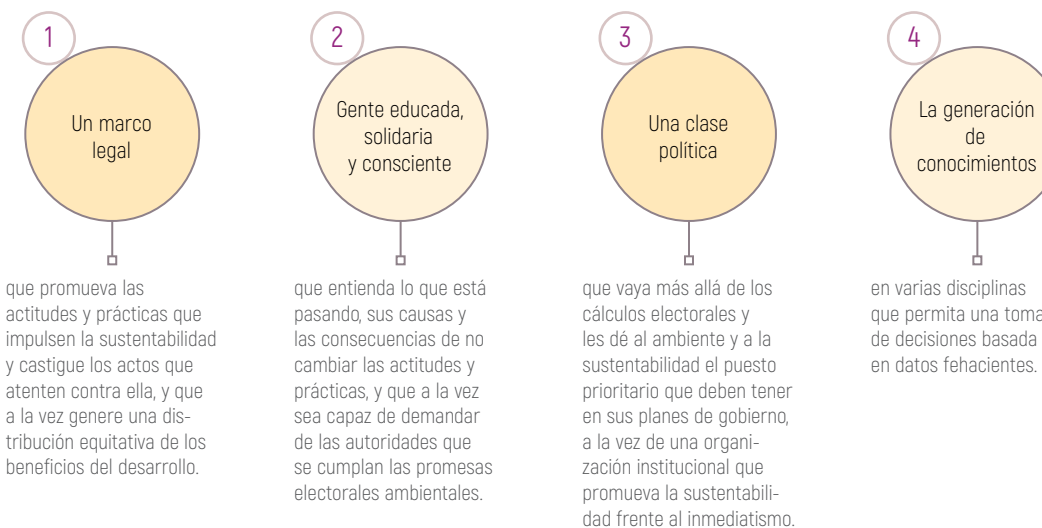 1
Un marco
legal
que promueva las
actitudes y prácticas que
impulsen la sustentabilidad
y castigue los actos que
atenten contra ella, y que
a la vez genere una dis-
tribución equitativa de los
beneficios del desarrollo.
2
Gente educada,
solidaria
y consciente
que entienda lo que está
pasando, sus causas y
las consecuencias de no
cambiar las actitudes y
prácticas, y que a la vez
sea capaz de demandar
de las autoridades que
se cumplan las promesas
electorales ambientales.
3
Una clase
política
que vaya más allá de los
cálculos electorales y
les dé al ambiente y a la
sustentabilidad el puesto
prioritario que deben tener
en sus planes de gobierno,
a la vez de una organi-
zación institucional que
promueva la sustentabili-
dad frente al inmediatismo.
4
La generación
de
conocimientos
en varias disciplinas
que permita una toma
de decisiones basada
en datos fehacientes.